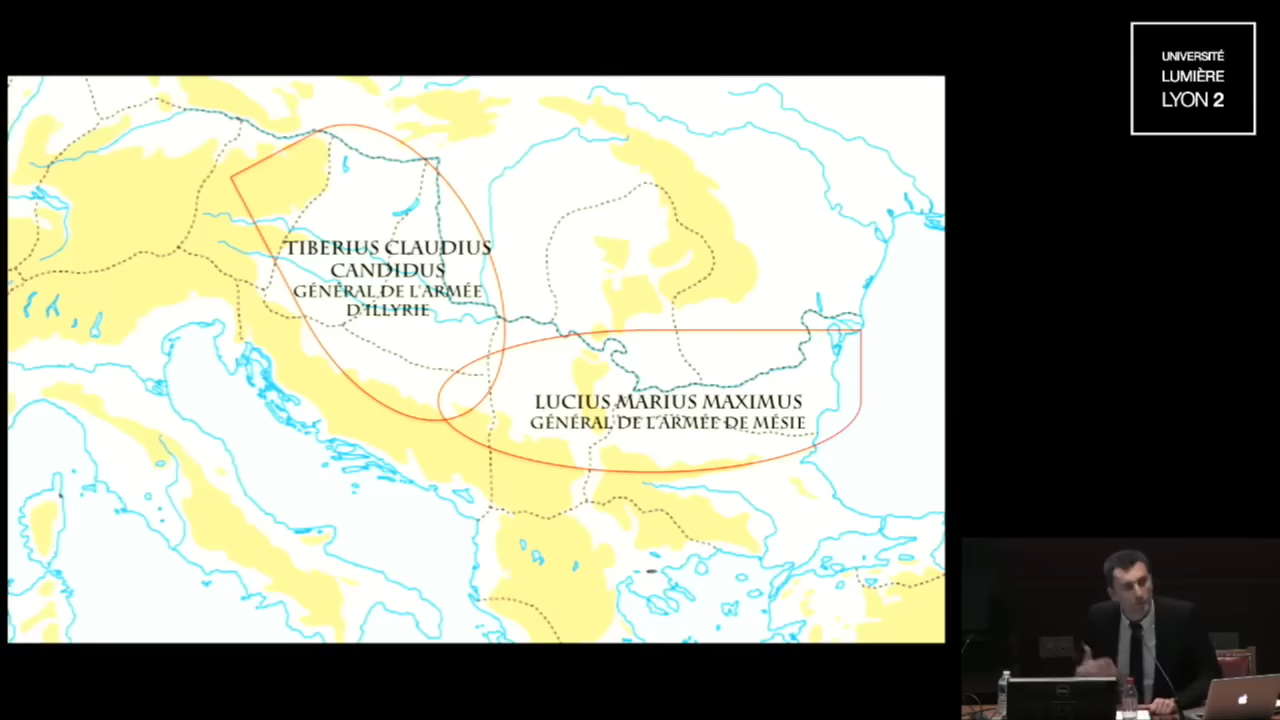 UNIVERSITÉ
LUMIÈRE
LYON 2
TIBERIUS CLAUDIUS
CANDIDUS
GÉNÉRAL DE L'ARMÉE
D'ILLYRIE
LUCIUS MARIUS MAXIMUS
GÉNÉRAL DE L'ARMÉE DE MÉSIE
DELL